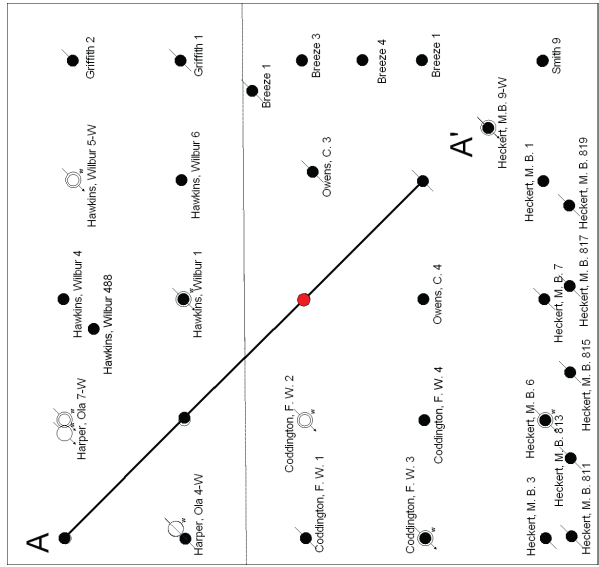 Griffith 2
Griffith 1
Breeze 1
Breeze 3
Breeze 4
Breeze 1
Smith 9
Hawkins, Wilbur 5-W
Hawkins, Wilbur 6
Owens, C. 3
A'
Heckert, M.B. 9-W
Heckert, M. B. 1
Heckert, M. B. 819
Hawkins, Wilbur 4
Hawkins, Wilbur 488
Hawkins, Wilbur 1
Owens, C. 4
Heckert, M. B. 7
Heckert, M. B. 817
Harper, Ola 7-W
Coddington, F. W. 2
Coddington, F. W. 4
Heckert, M. B. 6
Heckert, M. B. 813
Heckert, M. B. 815
A
Harper, Ola 4-W
Coddington, F. W. 1
Coddington, F. W. 3
Heckert, M. B. 3
Heckert, M. B. 811
w
w
w
w
w
w
w
w